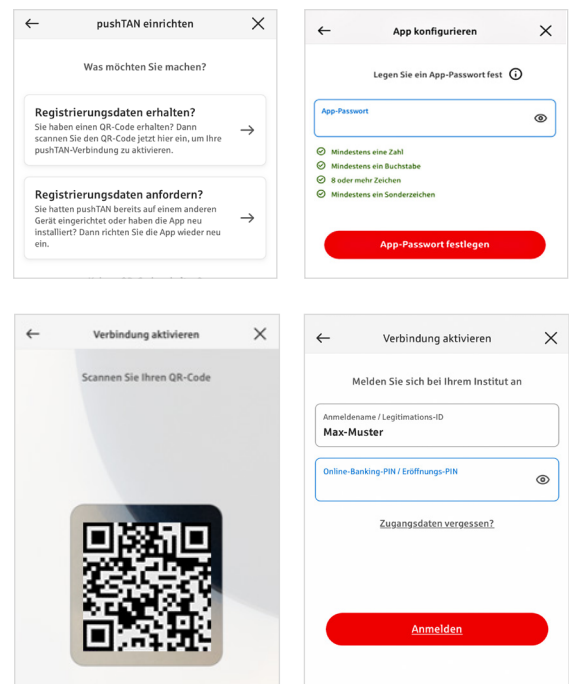 pushTAN einrichten
Was möchten Sie machen?
Registrierungsdaten erhalten?
Sie haben einen QR-Code erhalten? Dann
scannen Sie den QR-Code jetzt hier ein, um Ihre
pushTAN-Verbindung zu aktivieren.
Registrierungsdaten anfordern?
Sie hatten pushTAN bereits auf einem anderen
Gerät eingerichtet oder haben die App neu
installiert? Dann richten Sie die App wieder neu
ein.
App konfigurieren
Legen Sie ein App-Passwort fest
App-Passwort
Mindestens eine Zahl
Mindestens ein Buchstabe
8 oder mehr Zeichen
Mindestens ein Sonderzeichen
App-Passwort festlegen
Verbindung aktivieren
Scannen Sie Ihren QR-Code
Verbindung aktivieren
Melden Sie sich bei Ihrem Institut an
Anmeldename / Legitimations-ID
Max-Muster
Online-Banking-PIN / Eröffnungs-PIN
Zugangsdaten vergessen?
Anmelden